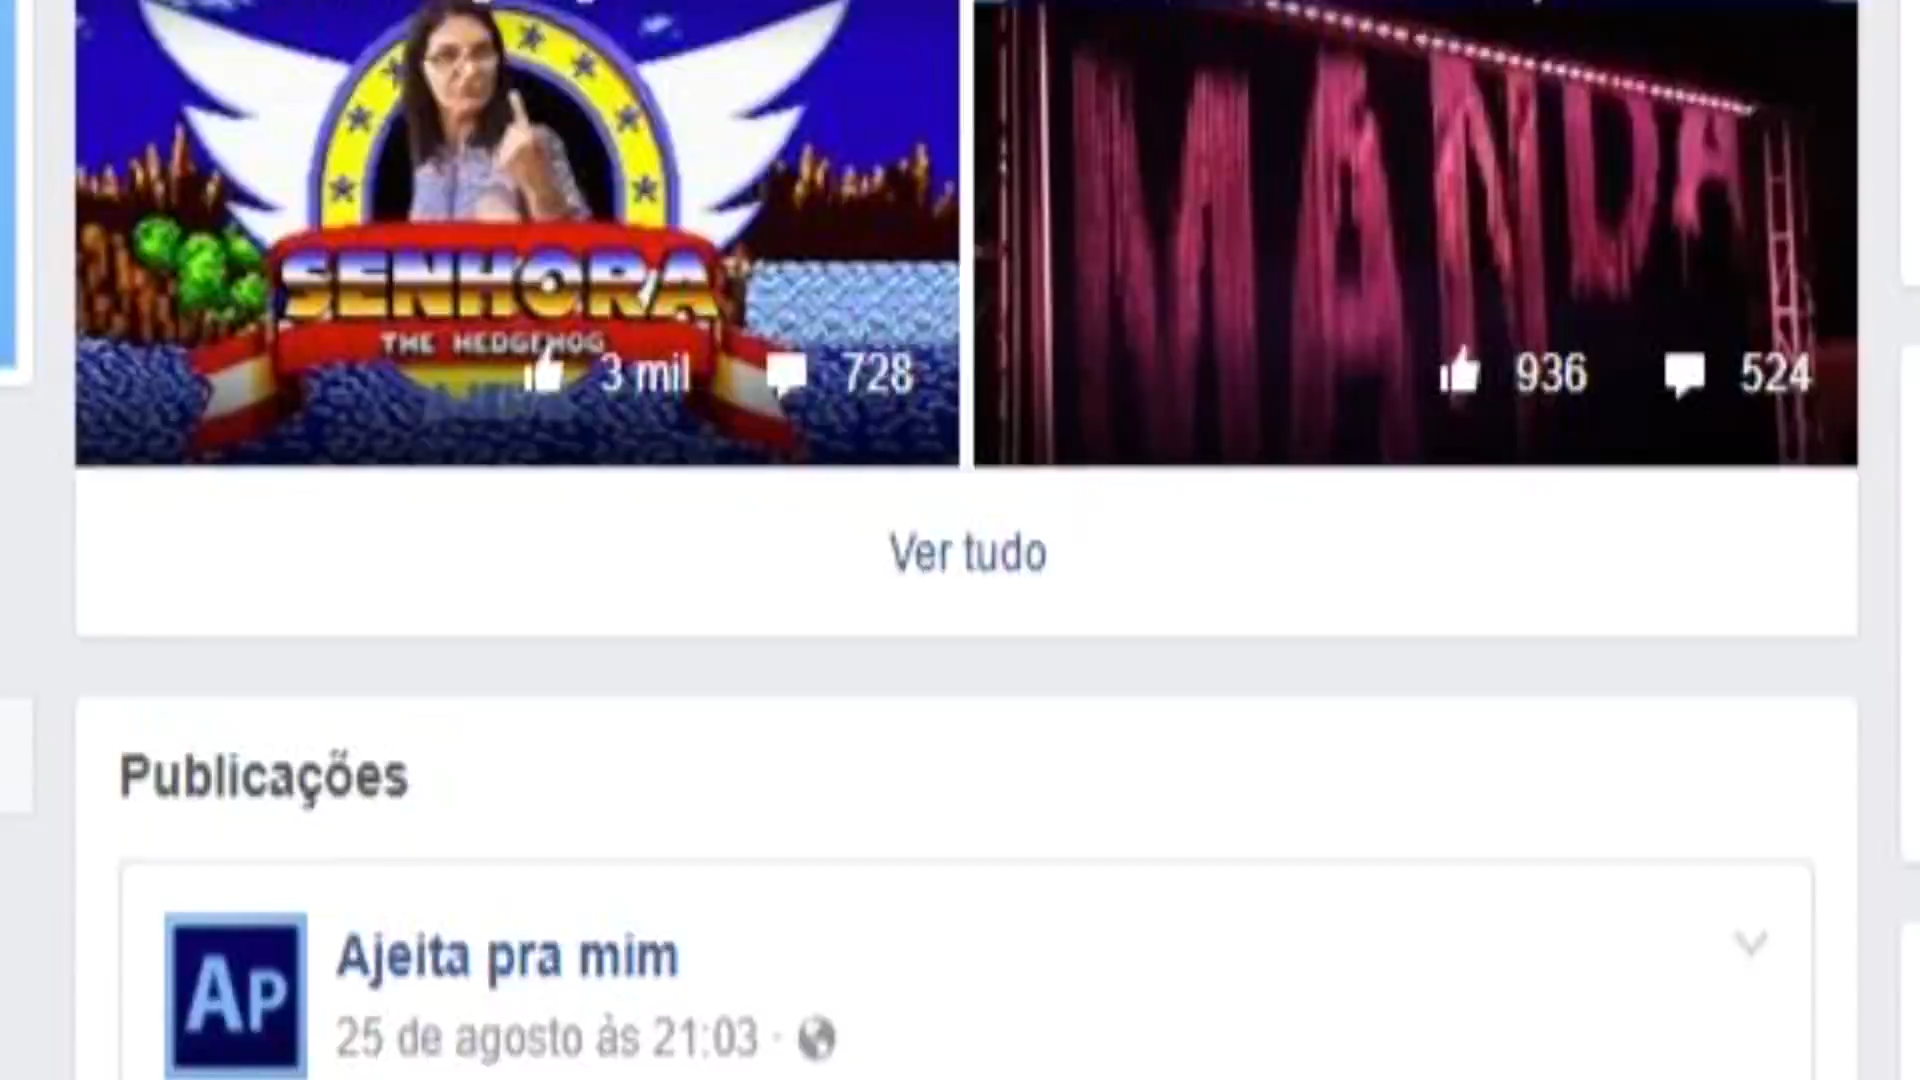 SENHORA
THE HEDGEHOG
3 mil 728
MANDA
936 524
Ver tudo
Publicações
AP
Ajeita pra mim
25 de agosto às 21:03 ·